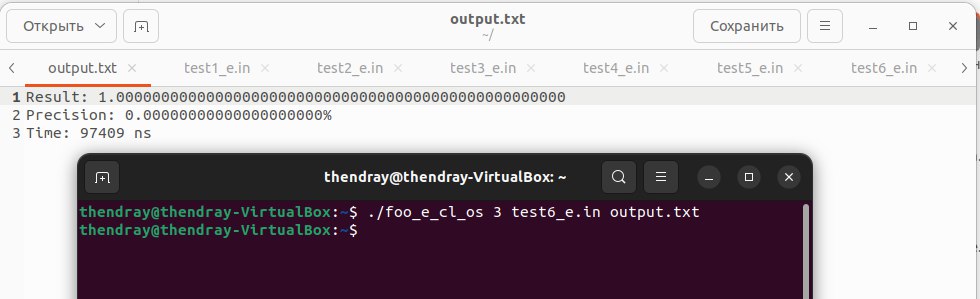 Открыть
output.txt
~/
Сохранить
output.txt
test1_e.in
test2_e.in
test3_e.in
test4_e.in
test5_e.in
test6_e.in
1 Result: 1.00000000000000000000000000000000000000000000000000
2 Precision: 0.00000000000000000000%
3 Time: 97409 ns
thendray@thendray-VirtualBox: ~
thendray@thendray-VirtualBox:~$ ./foo_e_cl_os 3 test6_e.in output.txt
thendray@thendray-VirtualBox:~$